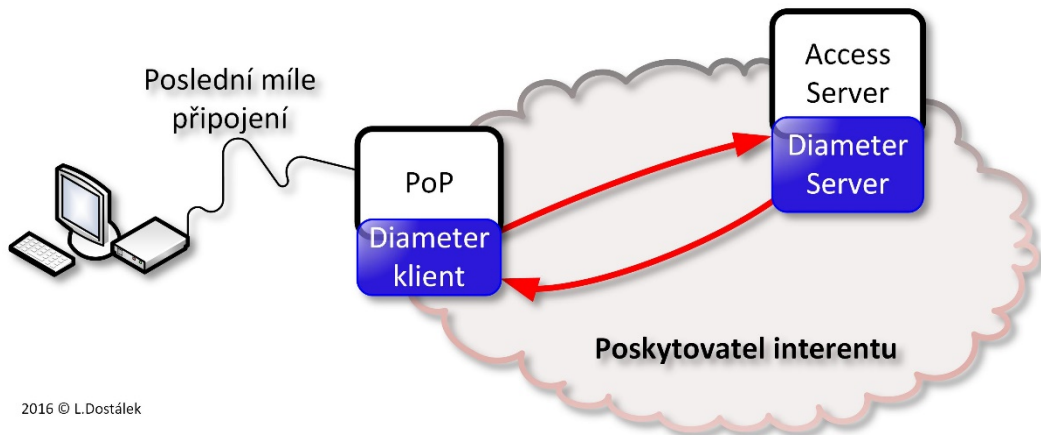 Poslední míle
připojení
PoP
Diameter
klient
Access
Server
Diameter
Server
Poskytovatel interentu
2016 © L.Dostálek